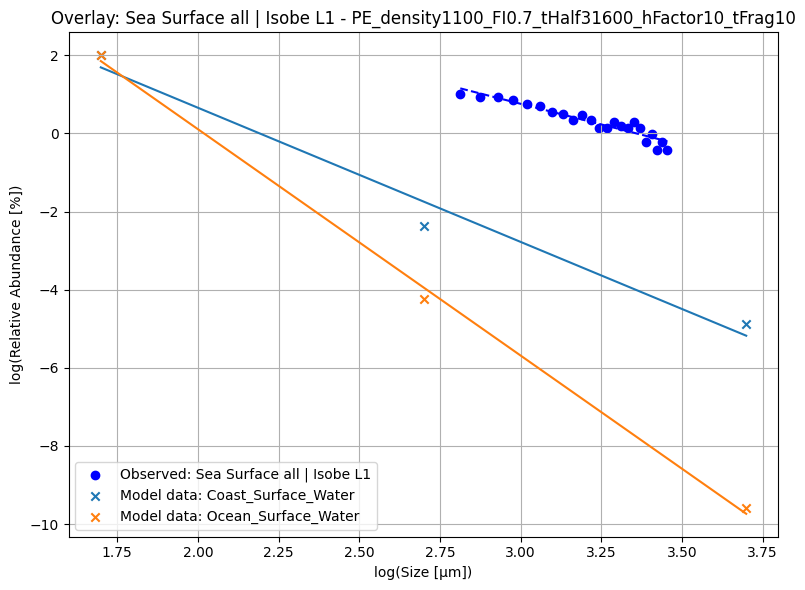 Overlay: Sea Surface all | Isobe L1 - PE_density1100_FI0.7_tHalf31600_hFactor10_tFrag10
log(Relative Abundance [%])
2
0
−2
−4
−6
−8
−10
Observed: Sea Surface all | Isobe L1
Model data: Coast_Surface_Water
Model data: Ocean_Surface_Water
1.75 2.00 2.25 2.50 2.75 3.00 3.25 3.50 3.75
log(Size [µm])